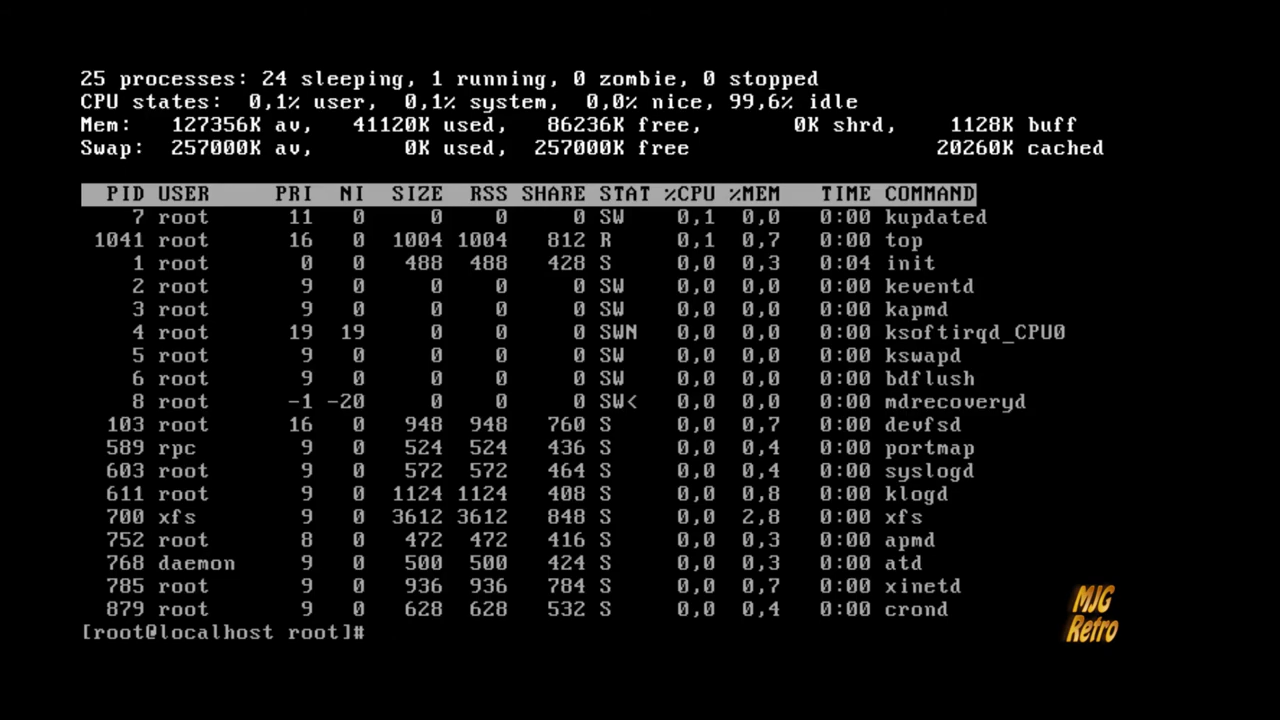 25 processes: 24 sleeping, 1 running, 0 zombie, 0 stopped
CPU states:  0,1% user,  0,1% system,  0,0% nice, 99,6% idle
Mem:   127356K av,   41120K used,   86236K free,       0K shrd,    1128K buff
Swap:  257000K av,       0K used,  257000K free                   20260K cached
  PID USER     PRI  NI  SIZE  RSS SHARE STAT %CPU %MEM   TIME COMMAND
    7 root      11   0     0    0     0 SW    0,1  0,0   0:00 kupdated
 1041 root      16   0  1004 1004   812 R     0,1  0,7   0:00 top
    1 root       0   0   488  488   428 S     0,0  0,3   0:04 init
    2 root       9   0     0    0     0 SW    0,0  0,0   0:00 keventd
    3 root       9   0     0    0     0 SW    0,0  0,0   0:00 kapmd
    4 root      19  19     0    0     0 SWN   0,0  0,0   0:00 ksoftirqd_CPU0
    5 root       9   0     0    0     0 SW    0,0  0,0   0:00 kswapd
    6 root       9   0     0    0     0 SW    0,0  0,0   0:00 bdflush
    8 root      -1 -20     0    0     0 SW<   0,0  0,0   0:00 mdrecoveryd
  103 root      16   0   948  948   760 S     0,0  0,7   0:00 devfsd
  589 rpc        9   0   524  524   436 S     0,0  0,4   0:00 portmap
  603 root       9   0   572  572   464 S     0,0  0,4   0:00 syslogd
  611 root       9   0  1124 1124   408 S     0,0  0,8   0:00 klogd
  700 xfs        9   0  3612 3612   848 S     0,0  2,8   0:00 xfs
  752 root       8   0   472  472   416 S     0,0  0,3   0:00 apmd
  768 daemon     9   0   500  500   424 S     0,0  0,3   0:00 atd
  785 root       9   0   936  936   784 S     0,0  0,7   0:00 xinetd
  879 root       9   0   628  628   532 S     0,0  0,4   0:00 crond
[root@localhost root]#
MJG
Retro